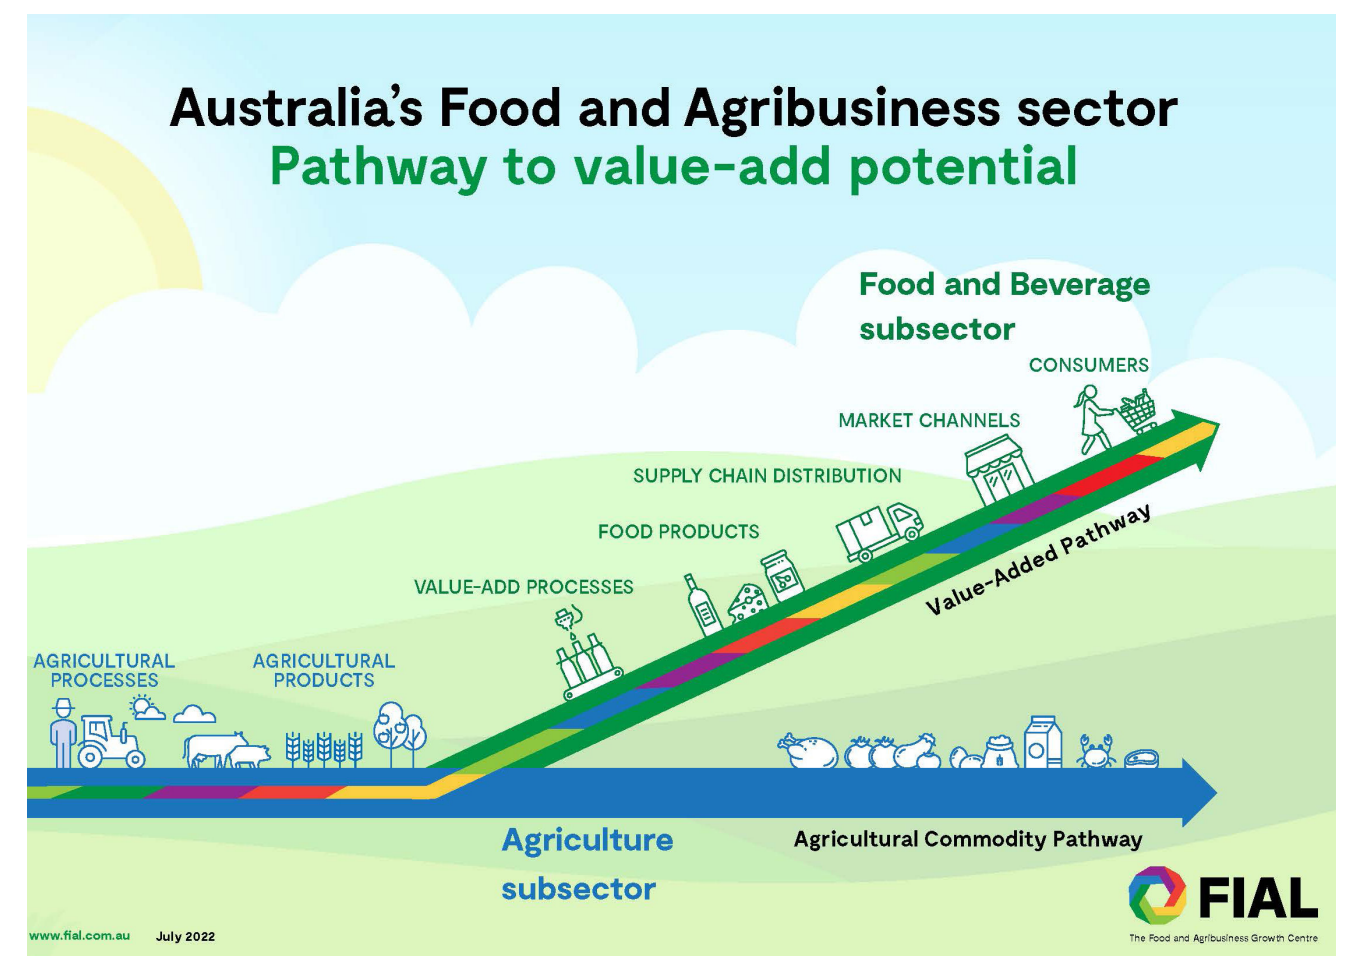 Australia's Food and Agribusiness sector
Pathway to value-add potential
Food and Beverage
subsector
CONSUMERS
MARKET CHANNELS
SUPPLY CHAIN DISTRIBUTION
FOOD PRODUCTS
VALUE-ADD PROCESSES
Value-Added Pathway
AGRICULTURAL
PROCESSES
AGRICULTURAL
PRODUCTS
Agriculture
subsector
Agricultural Commodity Pathway
FIAL
The Food and Agribusiness Growth Centre
www.fial.com.au July 2022